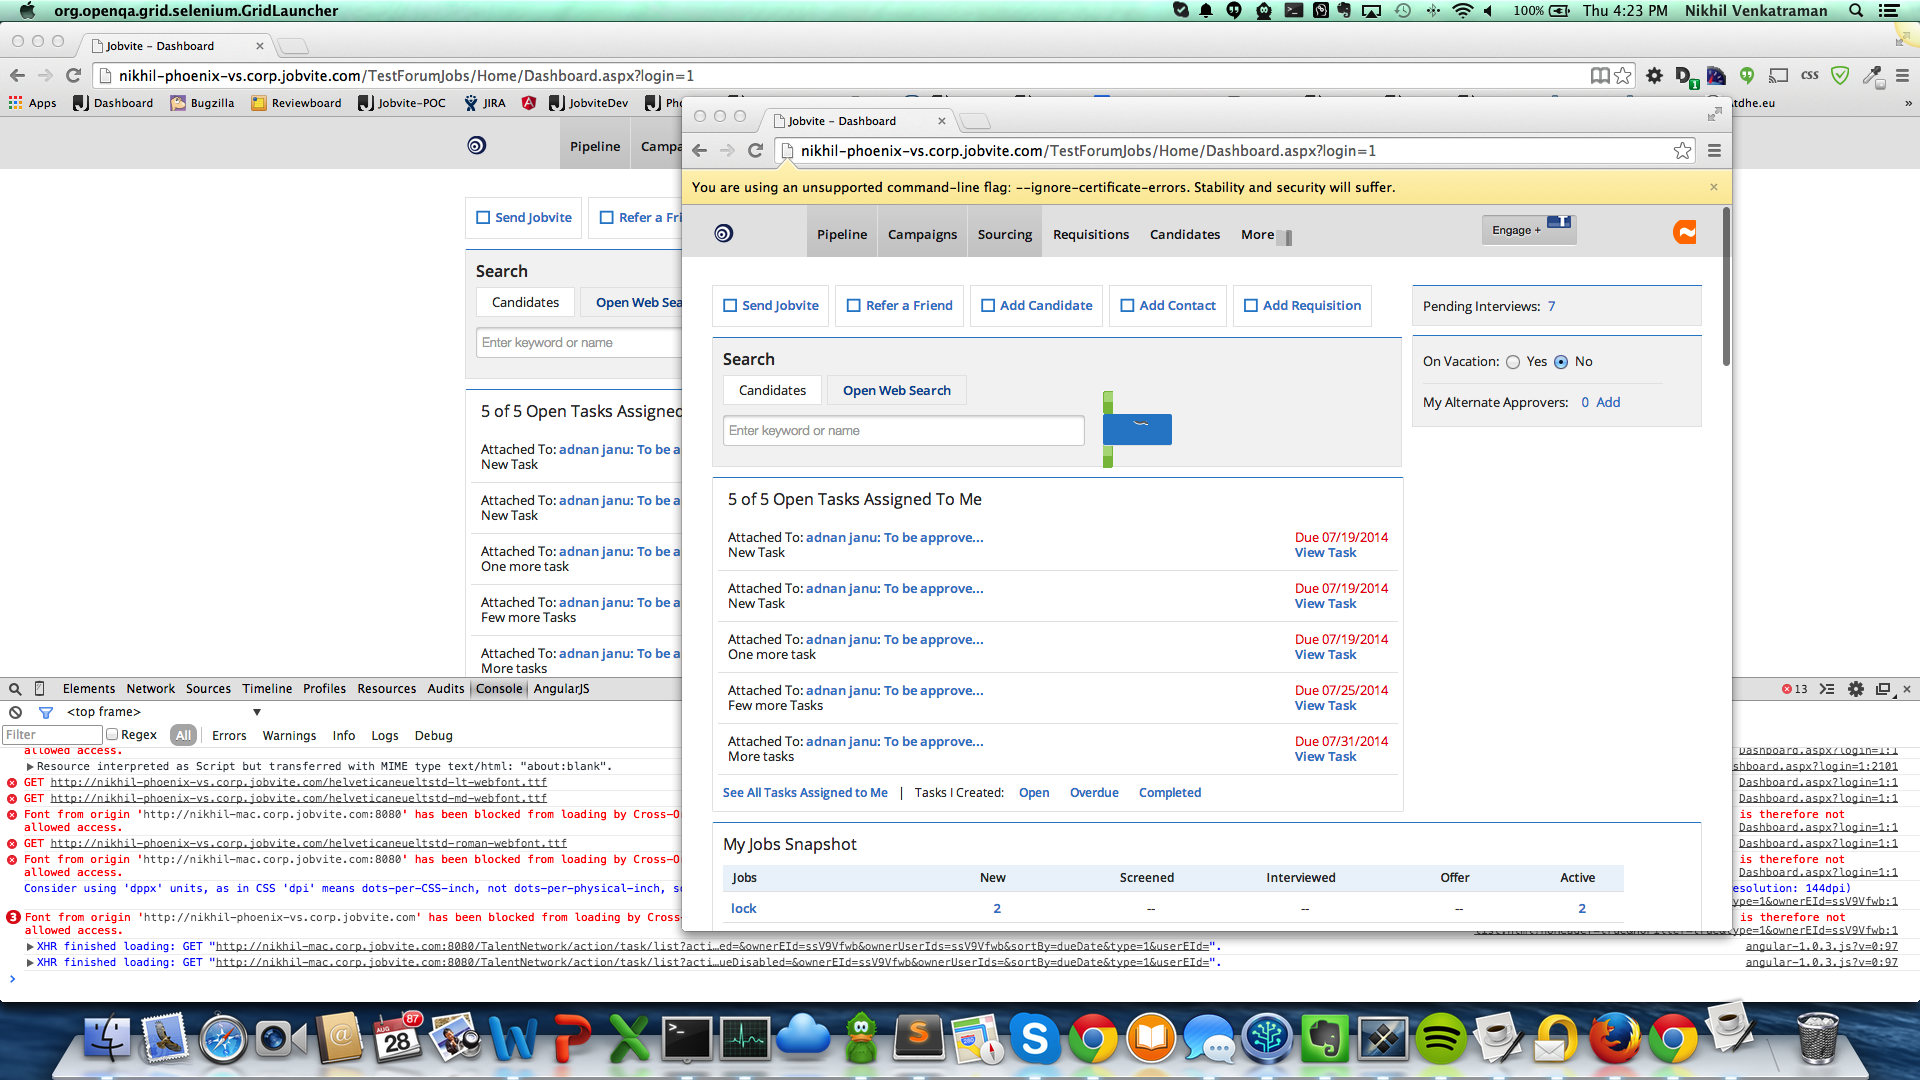 org.openqa.grid.selenium.GridLauncher
100%
Thu 4:23 PM
Nikhil Venkatraman
Jobvite - Dashboard
nikhil-phoenix-vs.corp.jobvite.com/TestForumJobs/Home/Dashboard.aspx?login=1
CSS
Apps
Dashboard
Bugzilla
Reviewboard
Jobvite-POC
JIRA
JobviteDev
tdhe.eu
»
Pipeline
Send Jobvite
Search
Candidates
Enter keyword or name
5 of 5 Open Tasks Assigned
Attached To: adnan janu: To be a
New Task
Attached To: adnan janu: To be a
New Task
Attached To: adnan janu: To be a
One more task
Attached To: adnan janu: To be a
Few more Tasks
Attached To: adnan janu: To be a
More tasks
Jobvite - Dashboard
nikhil-phoenix-vs.corp.jobvite.com/TestForumJobs/Home/Dashboard.aspx?login=1
You are using an unsupported command-line flag: --ignore-certificate-errors. Stability and security will suffer.
Pipeline
Campaigns
Sourcing
Requisitions
Candidates
More
Engage +
Send Jobvite
Refer a Friend
Add Candidate
Add Contact
Add Requisition
Pending Interviews: 7
On Vacation: Yes No
My Alternate Approvers: 0 Add
Search
Candidates
Open Web Search
Enter keyword or name
5 of 5 Open Tasks Assigned To Me
Attached To: adnan janu: To be approve...
Due 07/19/2014
New Task
View Task
Attached To: adnan janu: To be approve...
Due 07/19/2014
New Task
View Task
Attached To: adnan janu: To be approve...
Due 07/19/2014
One more task
View Task
Attached To: adnan janu: To be approve...
Due 07/25/2014
Few more Tasks
View Task
Attached To: adnan janu: To be approve...
Due 07/31/2014
More tasks
View Task
See All Tasks Assigned to Me | Tasks I Created: Open Overdue Completed
My Jobs Snapshot
Jobs New Screened Interviewed Offer Active
lock 2 -- -- -- 2
Elements Network Sources Timeline Profiles Resources Audits Console AngularJS
13
<top frame>
Filter
Regex
All
Errors Warnings Info Logs Debug
allowed access.
Dashboard.aspx?login=1:1
Resource interpreted as Script but transferred with MIME type text/html: "about:blank".
shboard.aspx?login=1:2101
GET http://nikhil-phoenix-vs.corp.jobvite.com/helveticaneueltstd-lt-webfont.ttf
Dashboard.aspx?login=1:1
GET http://nikhil-phoenix-vs.corp.jobvite.com/helveticaneueltstd-md-webfont.ttf
Dashboard.aspx?login=1:1
Font from origin 'http://nikhil-mac.corp.jobvite.com:8080' has been blocked from loading by Cross-O
is therefore not
allowed access.
Dashboard.aspx?login=1:1
GET http://nikhil-phoenix-vs.corp.jobvite.com/helveticaneueltstd-roman-webfont.ttf
Dashboard.aspx?login=1:1
Font from origin 'http://nikhil-mac.corp.jobvite.com:8080' has been blocked from loading by Cross-O
is therefore not
allowed access.
Dashboard.aspx?login=1:1
Consider using 'dppx' units, as in CSS 'dpi' means dots-per-CSS-inch, not dots-per-physical-inch, s
esolution: 144dpi)
ype=1&ownerEId=ssV9Vfwb:1
3
Font from origin 'http://nikhil-phoenix-vs.corp.jobvite.com' has been blocked from loading by Cross-
is therefore not
allowed access.
ype=1&ownerEId=ssV9Vfwb:1
XHR finished loading: GET "http://nikhil-mac.corp.jobvite.com:8080/TalentNetwork/action/task/list?acti…ed=&ownerEId=ssV9Vfwb&ownerUserIds=ssV9Vfwb&sortBy=dueDate&type=1&userEId=".
angular-1.0.3.js?v=0:97
XHR finished loading: GET "http://nikhil-mac.corp.jobvite.com:8080/TalentNetwork/action/task/list?acti…ueDisabled=&ownerEId=ssV9Vfwb&ownerUserIds=&sortBy=dueDate&type=1&userEId=".
angular-1.0.3.js?v=0:97
AUG
28
87
280